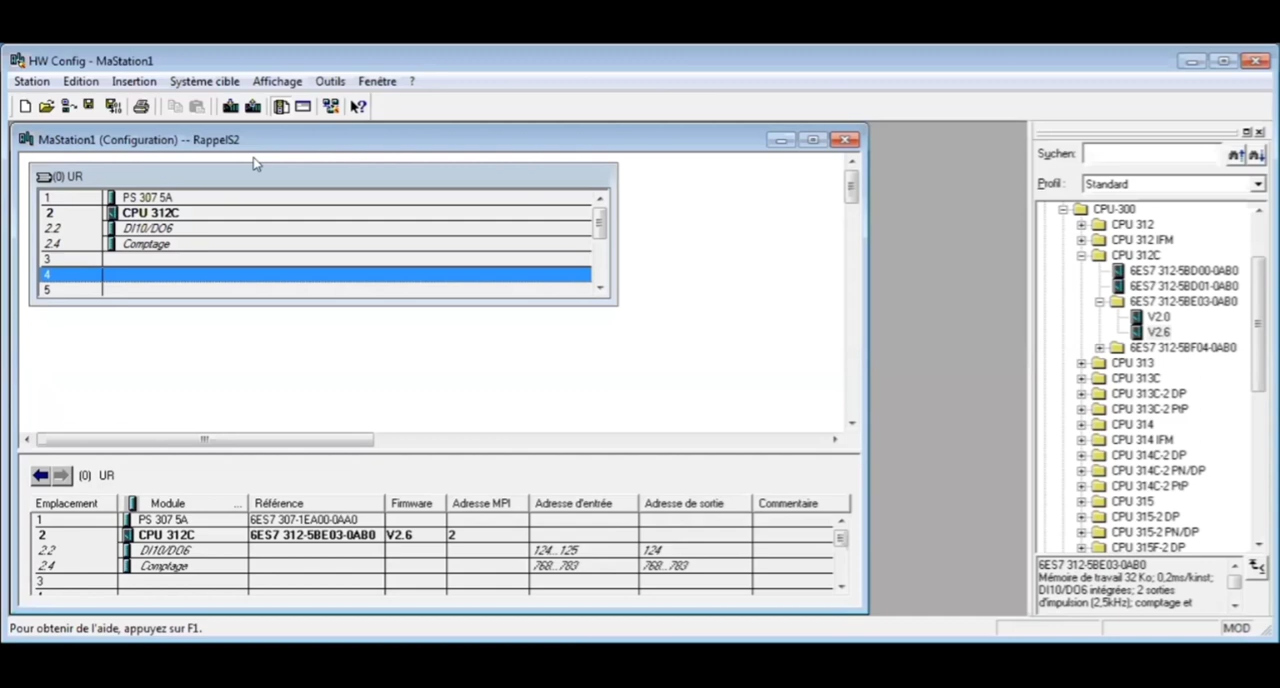 HW Config - MaStation1
Station Edition Insertion Système cible Affichage Outils Fenêtre ?
MaStation1 (Configuration) -- RappelS2
(0) UR
1 PS 307 5A
2 CPU 312C
2.2 DI10/DO6
2.4 Comptage
3
4
5
(0) UR
Emplacement Module ... Référence Firmware Adresse MPI Adresse d'entrée Adresse de sortie Commentaire
1 PS 307 5A 6ES7 307-1EA00-0AA0
2 CPU 312C 6ES7 312-5BE03-0AB0 V2.6 2
2.2 DI10/DO6 124...125 124
2.4 Comptage 768...783 768...783
3
Suchen:
Profil: Standard
CPU-300
CPU 312
CPU 312 IFM
CPU 312C
6ES7 312-5BD00-0AB0
6ES7 312-5BD01-0AB0
6ES7 312-5BE03-0AB0
V2.0
V2.6
6ES7 312-5BF04-0AB0
CPU 313
CPU 313C
CPU 313C-2 DP
CPU 313C-2 PtP
CPU 314
CPU 314 IFM
CPU 314C-2 DP
CPU 314C-2 PN/DP
CPU 314C-2 PtP
CPU 315
CPU 315-2 DP
CPU 315-2 PN/DP
CPU 315F-2 DP
6ES7 312-5BE03-0AB0
Mémoire de travail 32 Ko; 0,2ms/kinst;
DI10/DO6 intégrées; 2 sorties
d'impulsion (2,5kHz); comptage et
Pour obtenir de l'aide, appuyez sur F1.
MOD